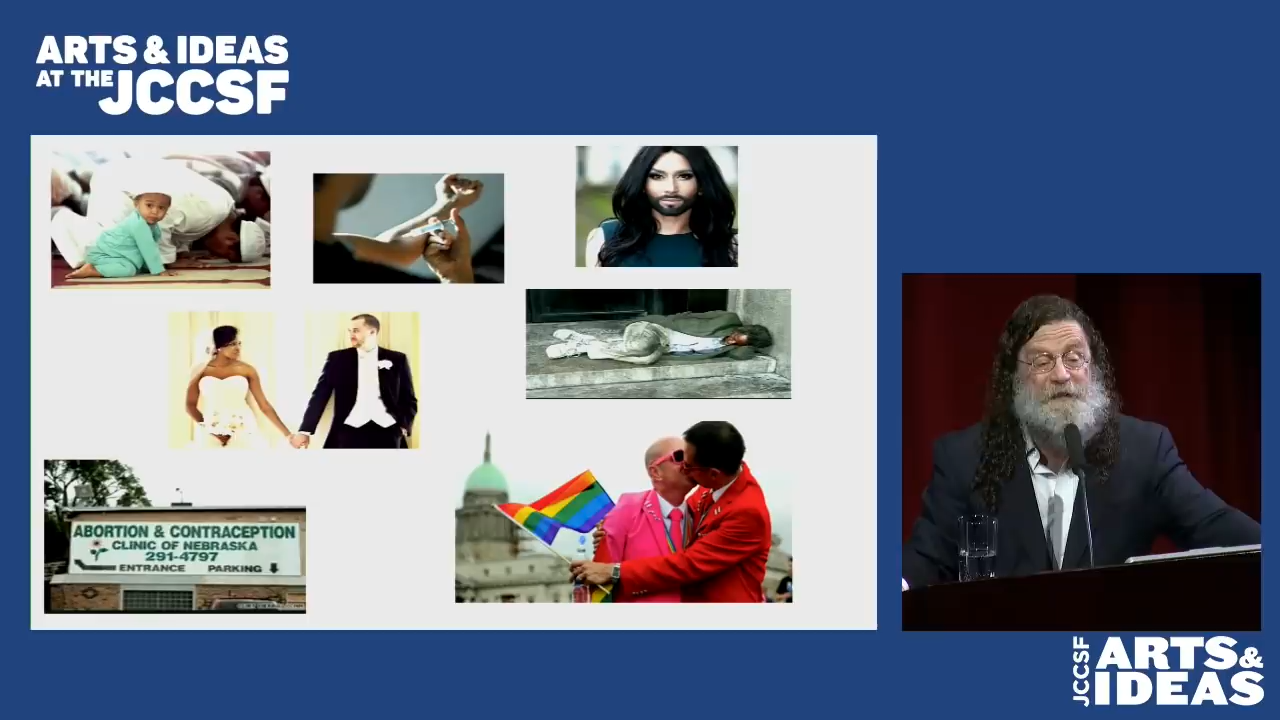 ARTS & IDEAS
AT THE JCCSF
ABORTION & CONTRACEPTION
CLINIC OF NEBRASKA
291-4797
ENTRANCE PARKING
JCCSF ARTS&
IDEAS